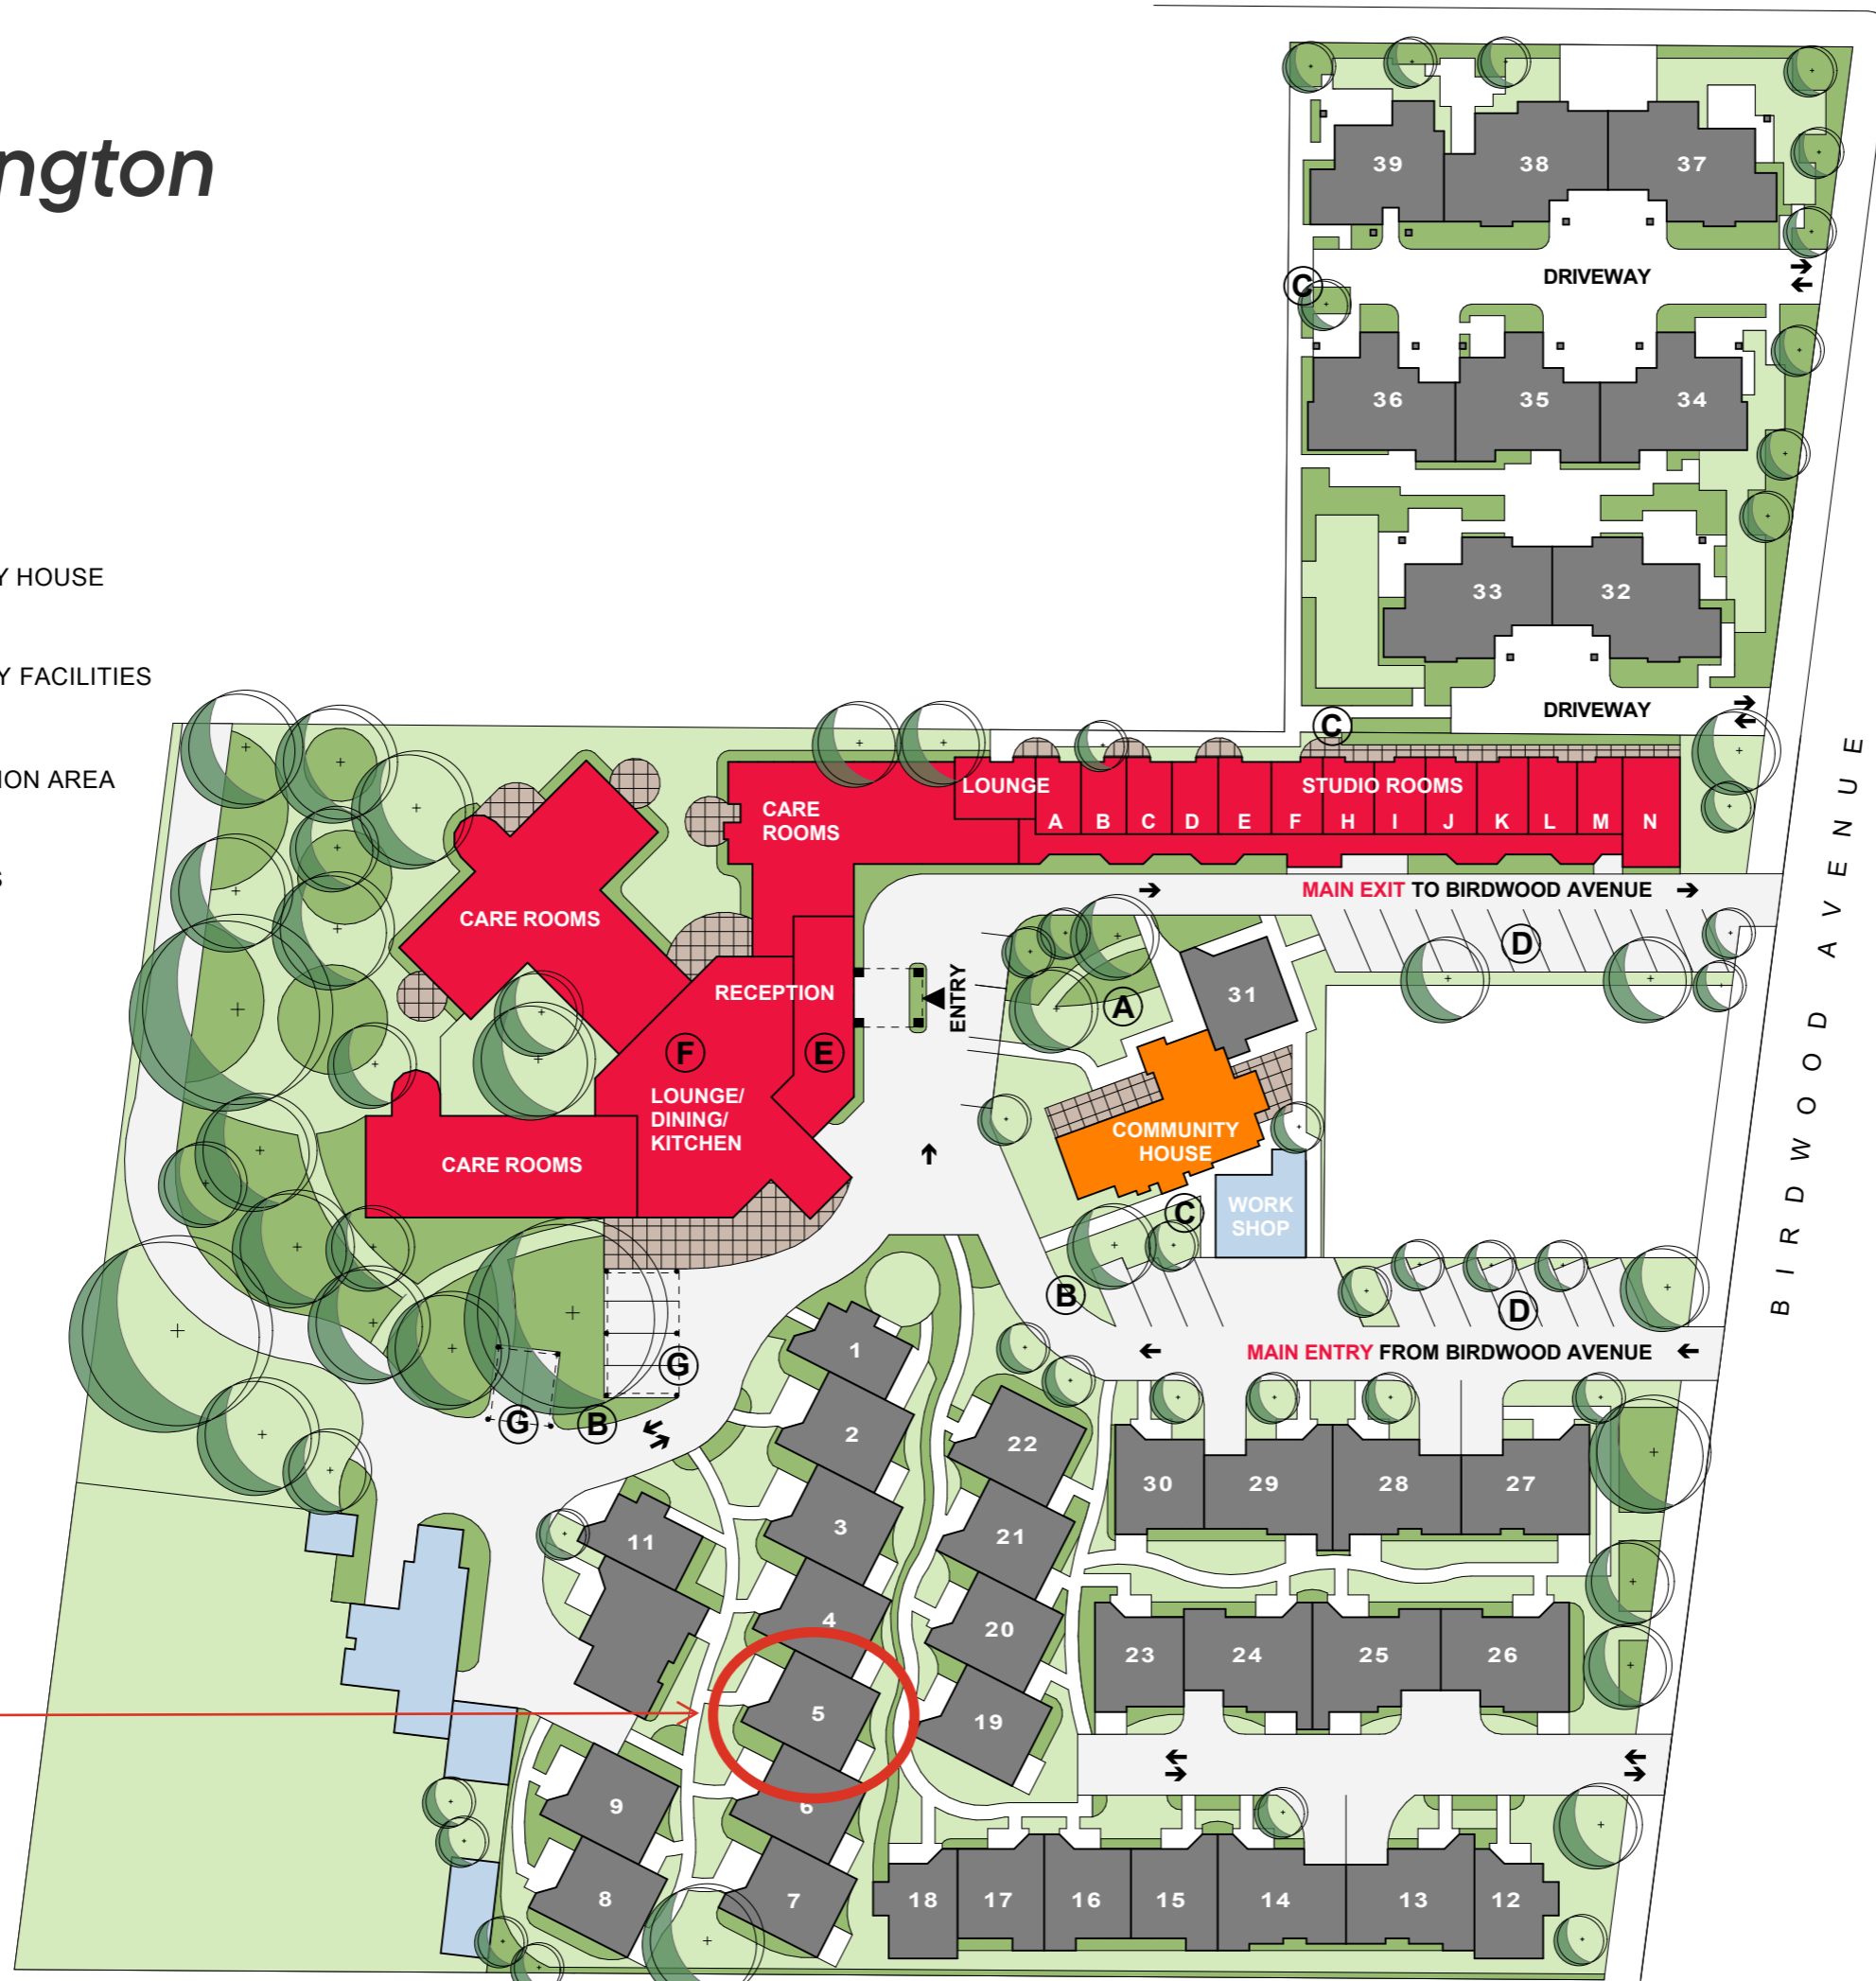 ngton
Y HOUSE
Y FACILITIES
ION AREA
S
39
38
37
C
DRIVEWAY
36
35
34
33
32
DRIVEWAY
C
LOUNGE
STUDIO ROOMS
CARE
ROOMS
A B C D E F H I J K L M N
MAIN EXIT TO BIRDWOOD AVENUE
D
CARE ROOMS
RECEPTION
ENTRY
31
A
F
E
LOUNGE/
DINING/
KITCHEN
COMMUNITY
HOUSE
CARE ROOMS
C
WORK
SHOP
B
D
BIRDWOOD AVENUE
MAIN ENTRY FROM BIRDWOOD AVENUE
1
G
G
B
2
22
30
29
28
27
3
21
11
4
20
23
24
25
26
5
19
9
6
8
7
18
17
16
15
14
13
12